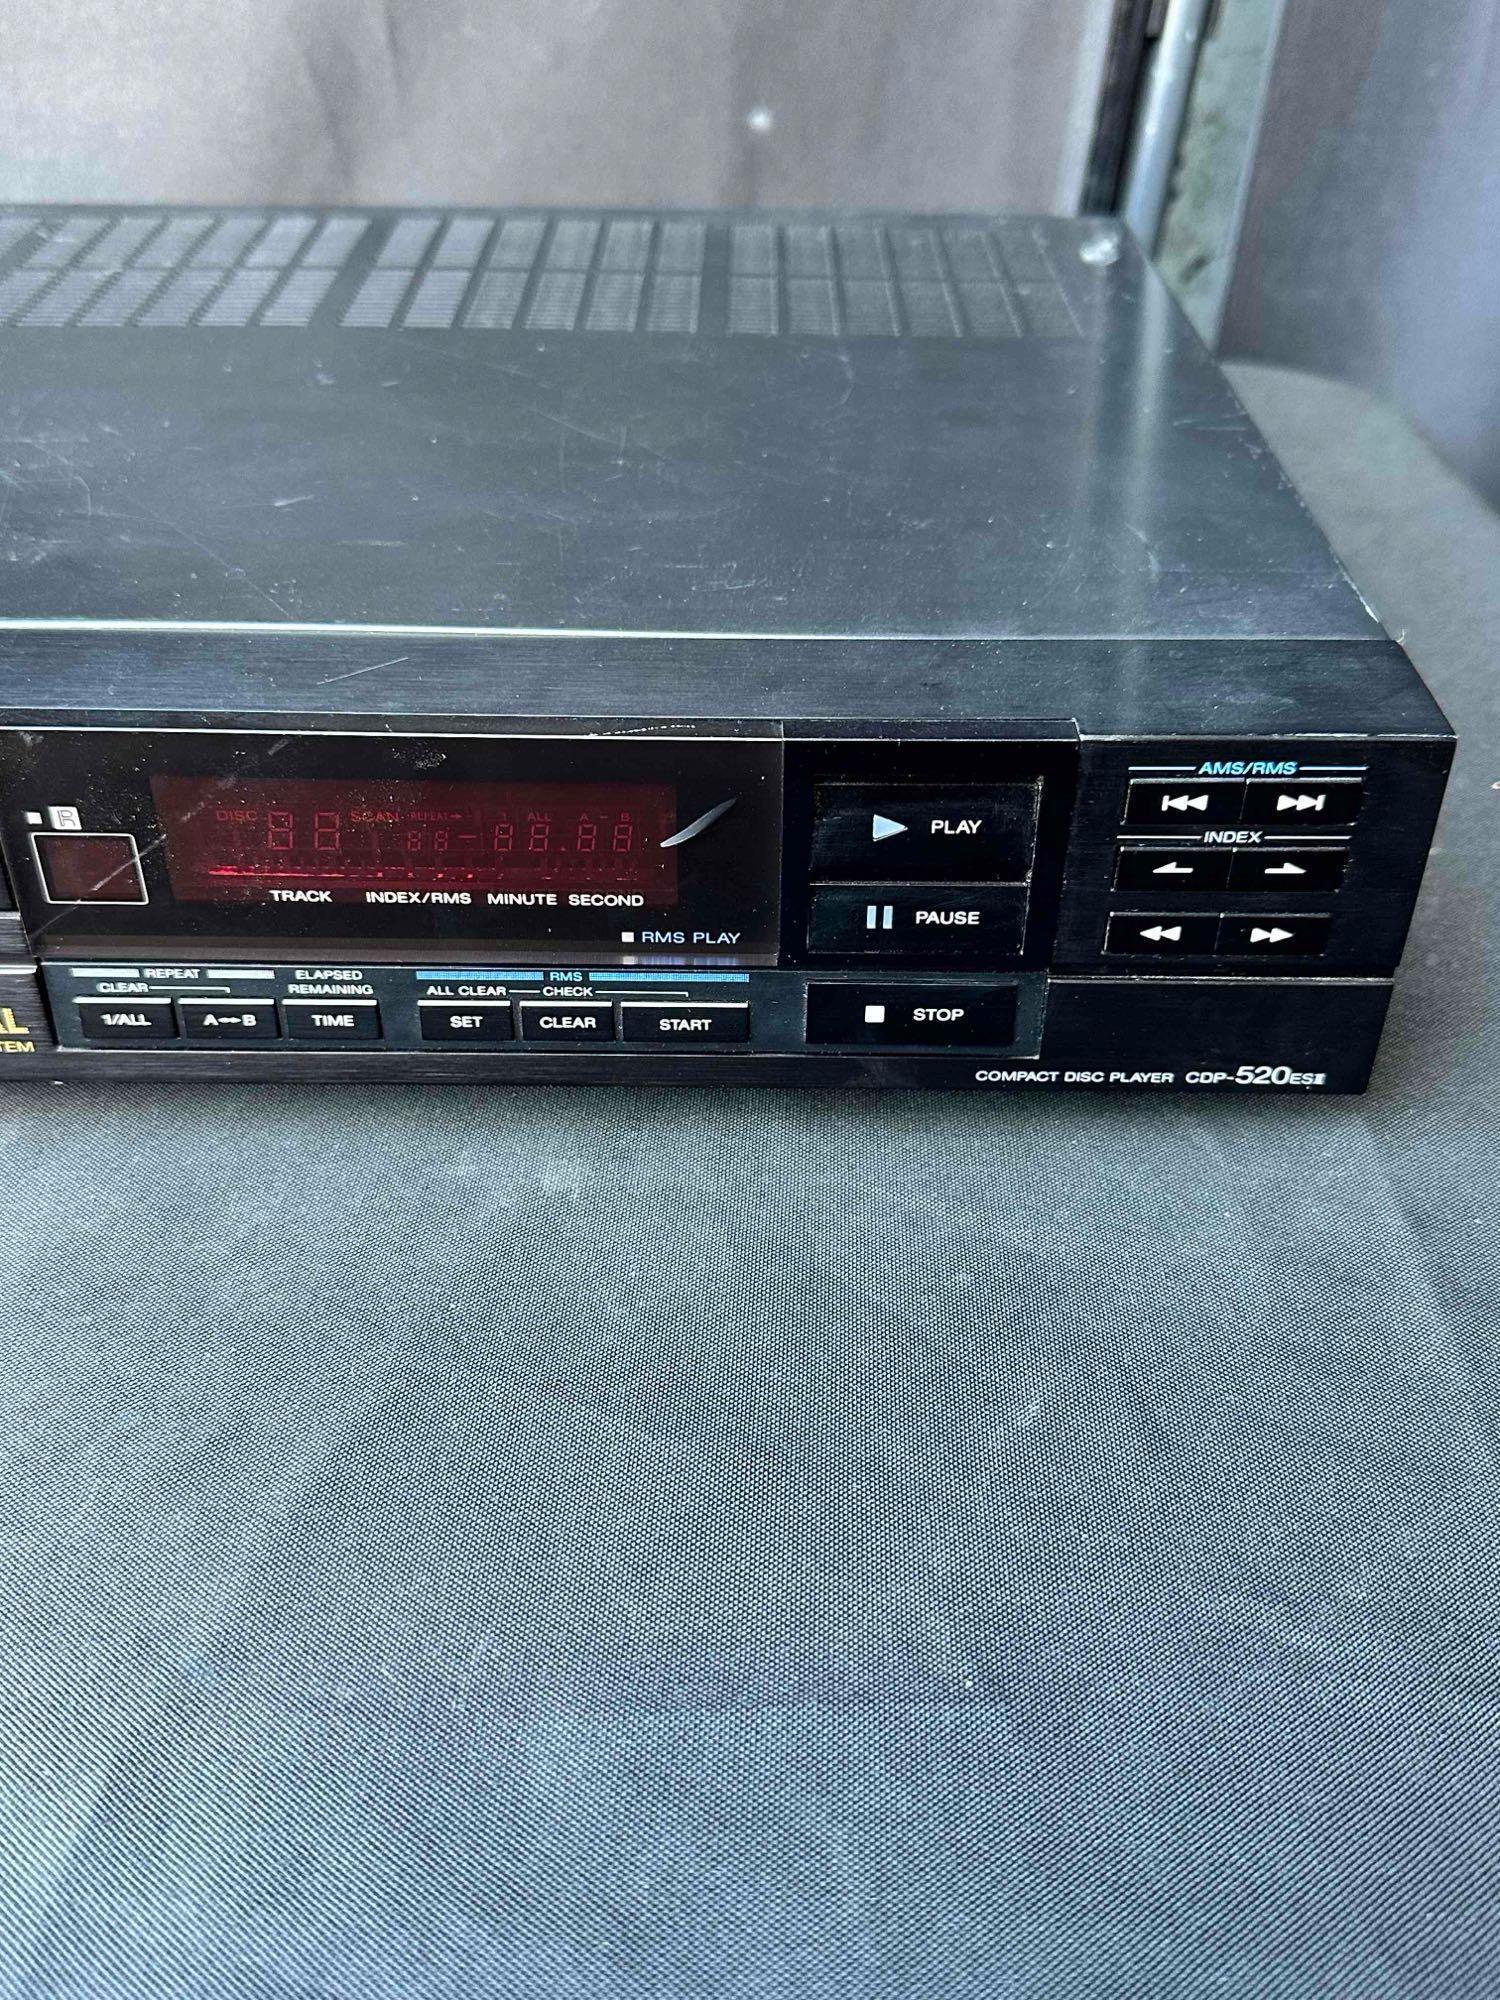 AMS/RMS
DISC 88 SCAN REPEAT 1 ALL A - B
88 - 88.88
PLAY
INDEX
TRACK INDEX/RMS MINUTE SECOND
PAUSE
RMS PLAY
REPEAT ELAPSED RMS
CLEAR REMAINING ALL CLEAR CHECK
1/ALL A B TIME SET CLEAR START
STOP
AL
TEM
COMPACT DISC PLAYER CDP-520ESII